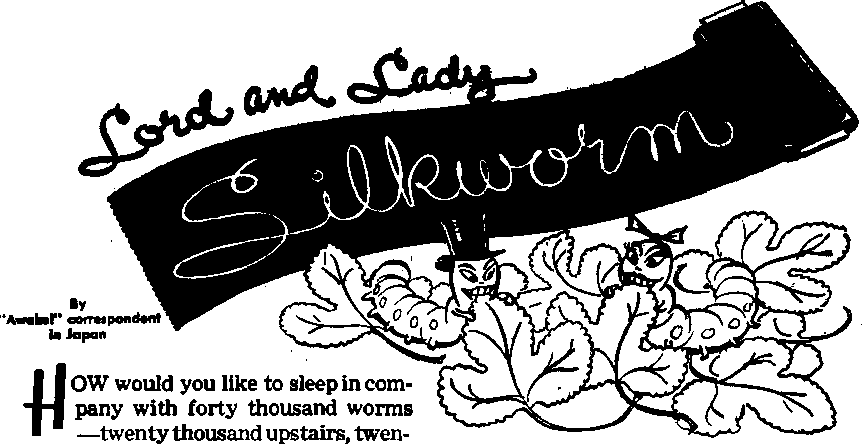 Lord and Lady
Silkworm
By
"Awake!" correspondent
in Japan
HOW would you like to sleep in com-
pany with forty thousand worms
—twenty thousand upstairs, twen-